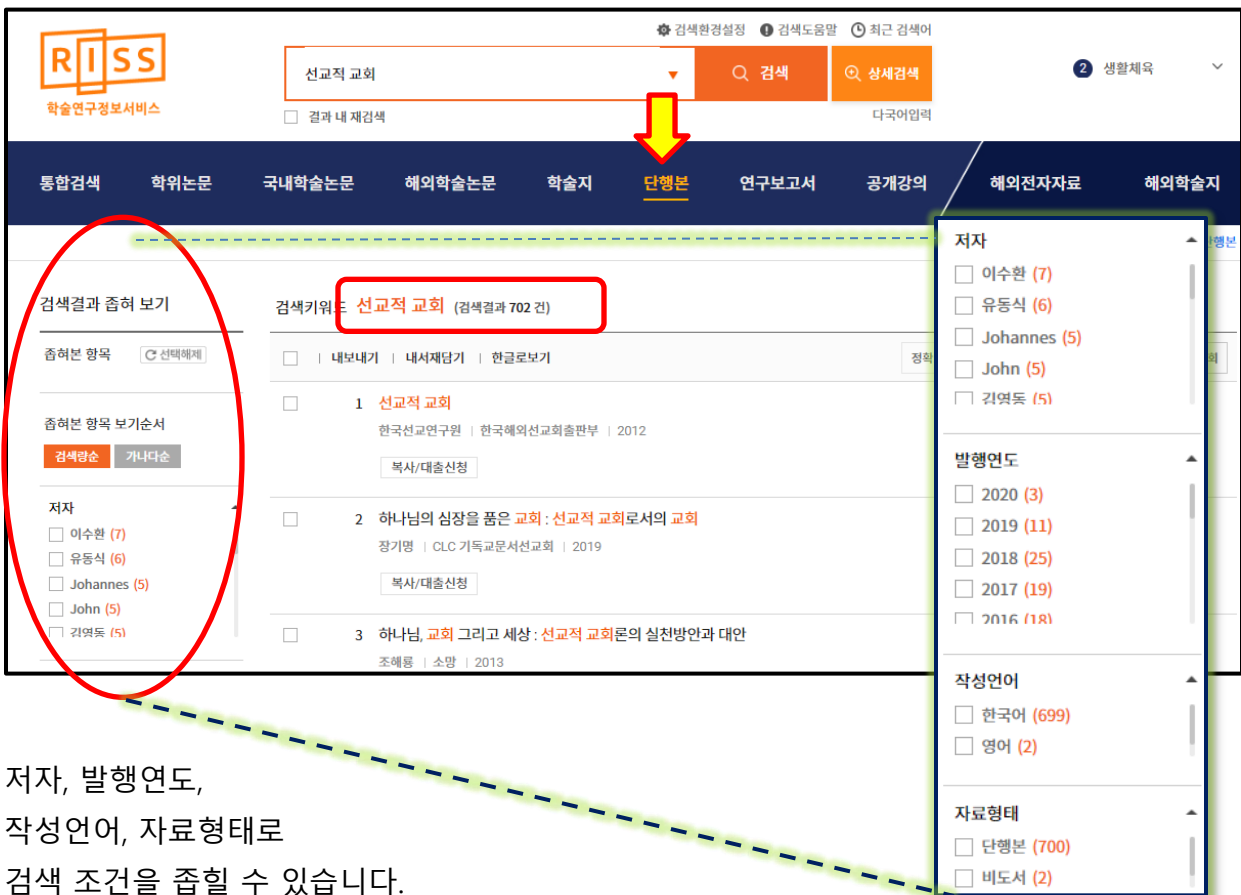 검색환경설정 검색도움말 최근 검색어
RISS
학술연구정보서비스
선교적 교회
검색
상세검색
2 생활체육
결과 내 재검색
다국어입력
통합검색 학위논문 국내학술논문 해외학술논문 학술지 단행본 연구보고서 공개강의 해외전자자료 해외학술지
검색결과 좁혀 보기
좁혀본 항목 선택해제
좁혀본 항목 보기순서
검색량순 가나다순
저자
이수환 (7)
유동식 (6)
Johannes (5)
John (5)
김영동 (5)
검색키워드 선교적 교회 (검색결과 702 건)
내보내기 | 내서재담기 | 한글로보기
1 선교적 교회
한국선교연구원 | 한국해외선교회출판부 | 2012
복사/대출신청
2 하나님의 심장을 품은 교회 : 선교적 교회로서의 교회
장기명 | CLC 기독교문서선교회 | 2019
복사/대출신청
3 하나님, 교회 그리고 세상 : 선교적 교회론의 실천방안과 대안
조해룡 | 소망 | 2013
저자
이수환 (7)
유동식 (6)
Johannes (5)
John (5)
김영동 (5)
발행연도
2020 (3)
2019 (11)
2018 (25)
2017 (19)
2016 (18)
작성언어
한국어 (699)
영어 (2)
자료형태
단행본 (700)
비도서 (2)
저자, 발행연도,
작성언어, 자료형태로
검색 조건을 좁힐 수 있습니다.